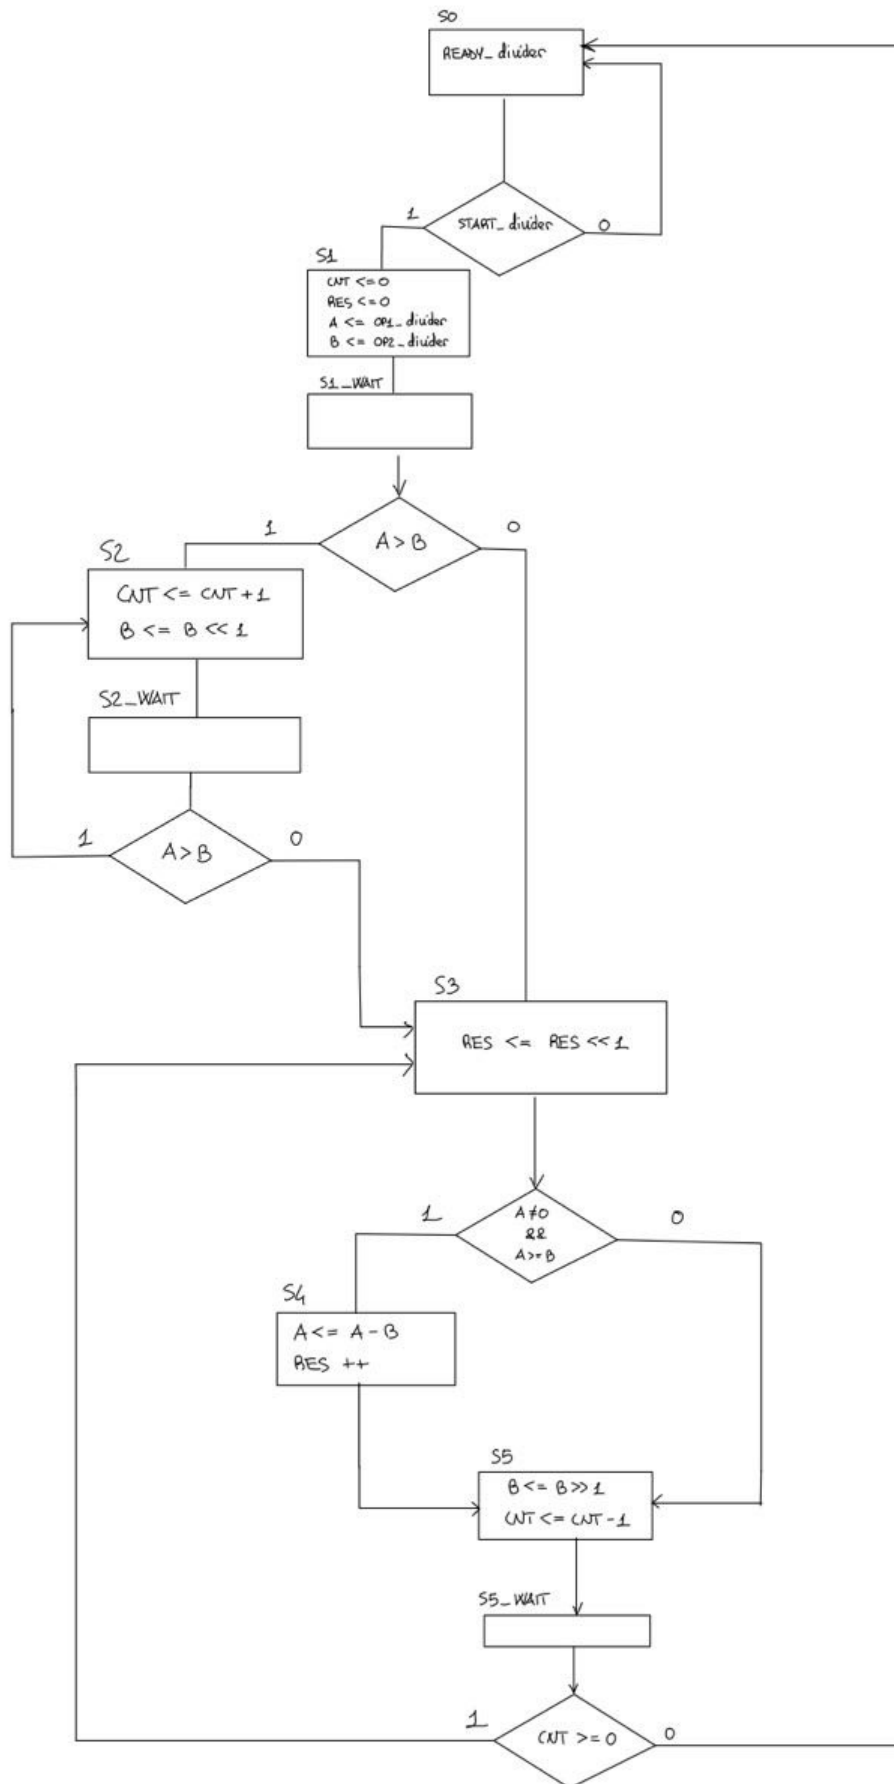 S0
READY_divider
START_divider
1
0
S1
CNT <= 0
RES <= 0
A <= OP1_divider
B <= OP2_divider
S1_WAIT
A > B
1
0
S2
CNT <= CNT + 1
B <= B << 1
S2_WAIT
A > B
1
0
S3
RES <= RES << 1
A ≠ 0
&&
A >= B
1
0
S4
A <= A - B
RES ++
S5
B <= B >> 1
CNT <= CNT - 1
S5_WAIT
CNT >= 0
1
0